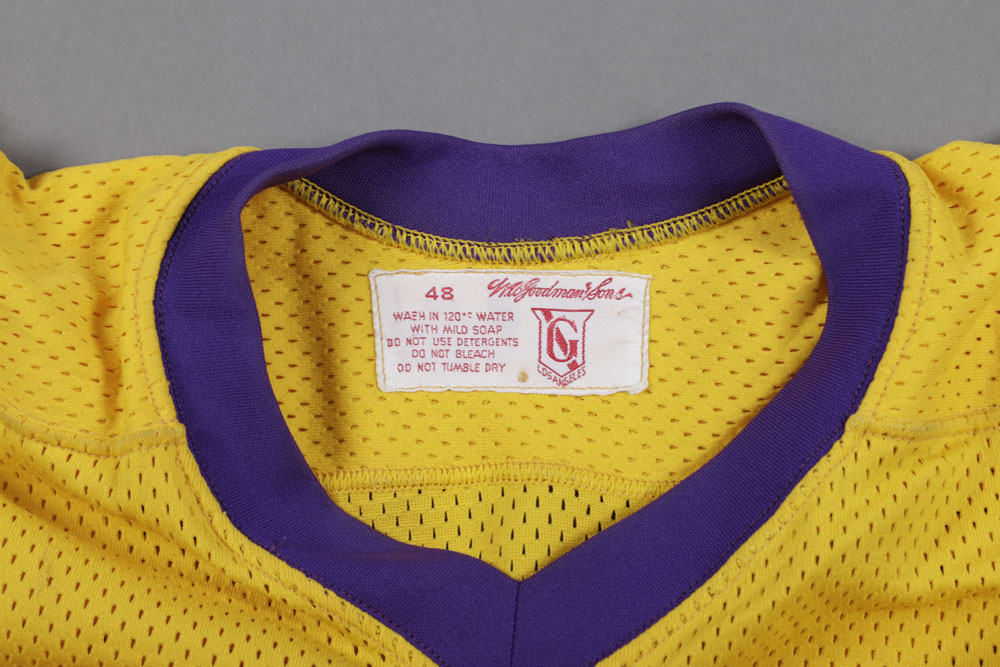 48
W.A. Goodman & Sons
WASH IN 120° F WATER
WITH MILD SOAP
DO NOT USE DETERGENTS
DO NOT BLEACH
DO NOT TUMBLE DRY
G
LOS ANGELES